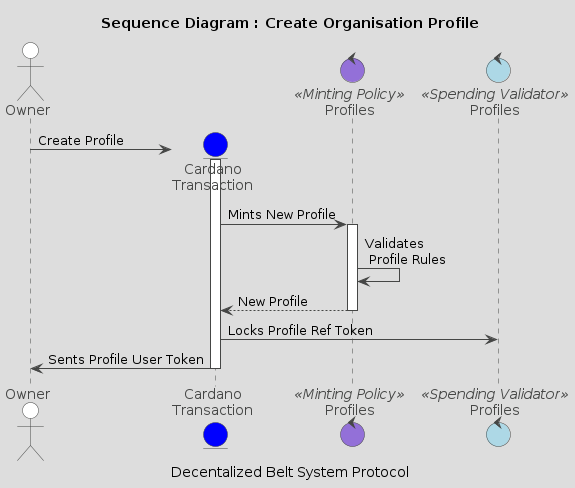 Sequence Diagram : Create Organisation Profile
Owner
«Minting Policy»
Profiles
«Spending Validator»
Profiles
Create Profile
Cardano
Transaction
Mints New Profile
Validates
Profile Rules
New Profile
Locks Profile Ref Token
Sents Profile User Token
Owner
Cardano
Transaction
«Minting Policy»
Profiles
«Spending Validator»
Profiles
Decentalized Belt System Protocol